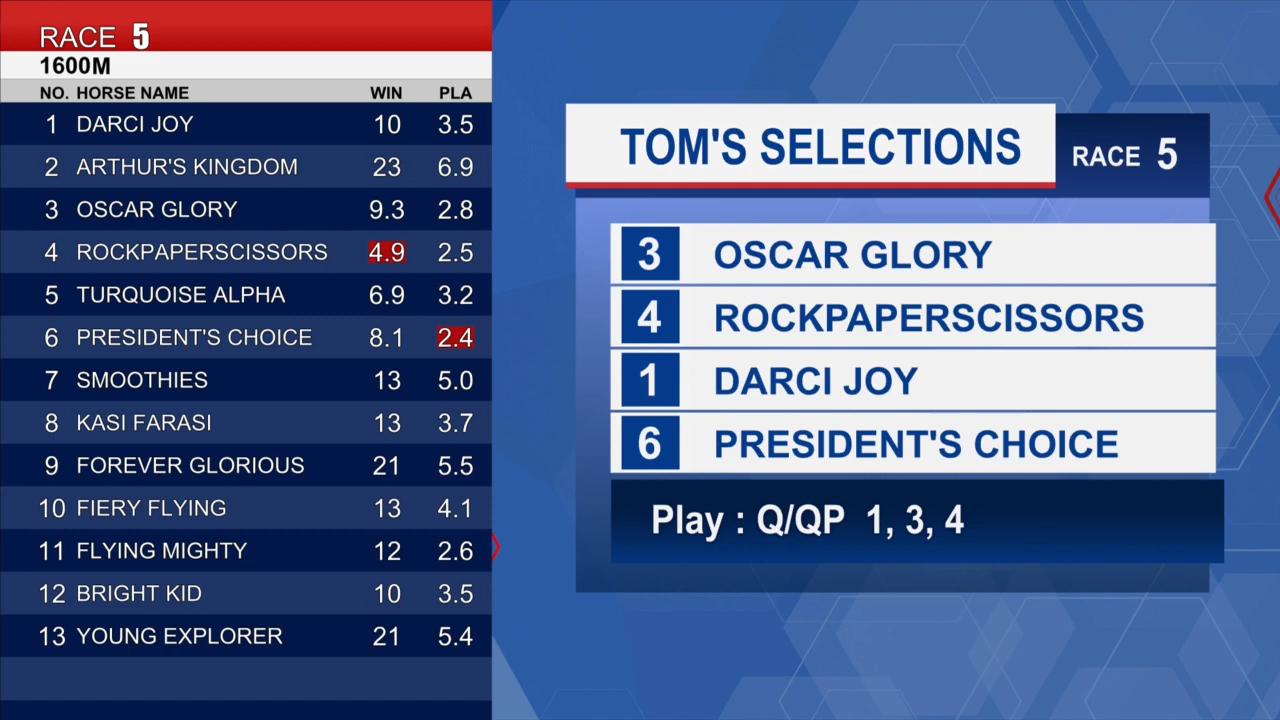 RACE 5
1600M
NO. HORSE NAME WIN PLA
1 DARCI JOY 10 3.5
2 ARTHUR'S KINGDOM 23 6.9
3 OSCAR GLORY 9.3 2.8
4 ROCKPAPERSCISSORS 4.9 2.5
5 TURQUOISE ALPHA 6.9 3.2
6 PRESIDENT'S CHOICE 8.1 2.4
7 SMOOTHIES 13 5.0
8 KASI FARASI 13 3.7
9 FOREVER GLORIOUS 21 5.5
10 FIERY FLYING 13 4.1
11 FLYING MIGHTY 12 2.6
12 BRIGHT KID 10 3.5
13 YOUNG EXPLORER 21 5.4
TOM'S SELECTIONS RACE 5
3 OSCAR GLORY
4 ROCKPAPERSCISSORS
1 DARCI JOY
6 PRESIDENT'S CHOICE
Play : Q/QP 1, 3, 4